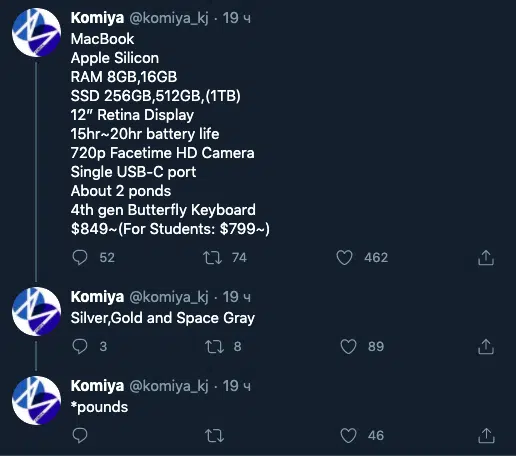 Komiya @komiya_kj · 19 ч
MacBook
Apple Silicon
RAM 8GB,16GB
SSD 256GB,512GB,(1TB)
12” Retina Display
15hr~20hr battery life
720p Facetime HD Camera
Single USB-C port
About 2 ponds
4th gen Butterfly Keyboard
$849~(For Students: $799~)
52 74 462
Komiya @komiya_kj · 19 ч
Silver,Gold and Space Gray
3 8 89
Komiya @komiya_kj · 19 ч
*pounds
46